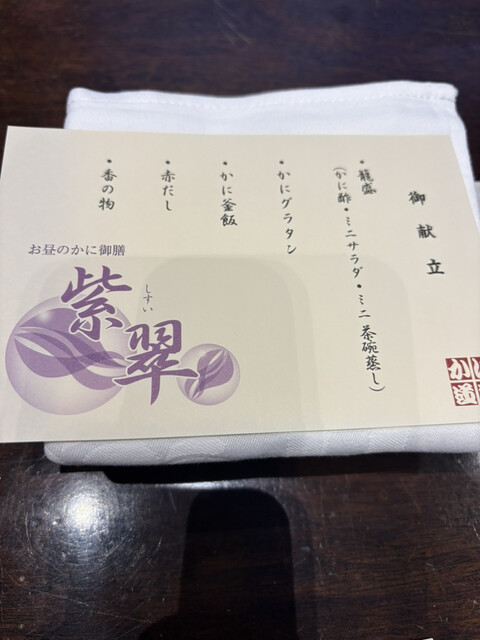 御献立
・籠盛
(かに酢・ミニサラダ・ミニ茶碗蒸し)
・かにグラタン
・かに釜飯
・赤だし
・香の物
お昼のかに御膳
紫翠
しすい